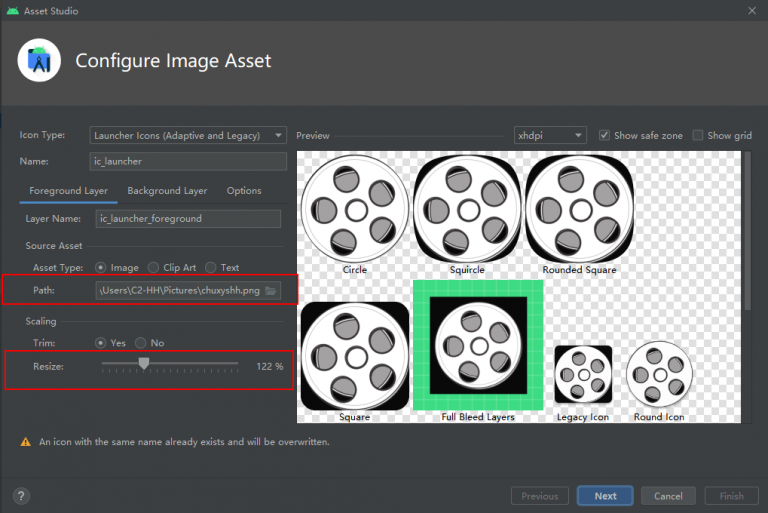 Asset Studio
Configure Image Asset
Icon Type: Launcher Icons (Adaptive and Legacy)
Name: ic_launcher
Foreground Layer Background Layer Options
Layer Name: ic_launcher_foreground
Source Asset
Asset Type: Image Clip Art Text
Path: \Users\C2-HH\Pictures\chuxyshh.png
Scaling
Trim: Yes No
Resize: 122 %
Preview xhdpi Show safe zone Show grid
Circle Squircle Rounded Square
Square Full Bleed Layers Legacy Icon Round Icon
An icon with the same name already exists and will be overwritten.
? Previous Next Cancel Finish